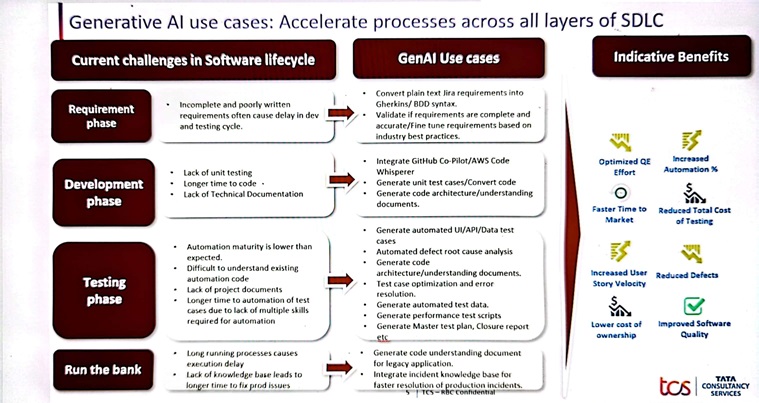 Generative AI use cases: Accelerate processes across all layers of SDLC
Current challenges in Software lifecycle
GenAI Use cases
Indicative Benefits
Requirement
phase
• Incomplete and poorly written
requirements often cause delay in dev
and testing cycle.
• Convert plain text Jira requirements into
Gherkins/ BDD syntax.
• Validate if requirements are complete and
accurate/Fine tune requirements based on
industry best practices.
Development
phase
• Lack of unit testing
• Longer time to code
• Lack of Technical Documentation
• Integrate GitHub Co-Pilot/AWS Code
Whisperer
• Generate unit test cases/Convert code
• Generate code architecture/understanding
documents.
Testing
phase
• Automation maturity is lower than
expected.
• Difficult to understand existing
automation code
• Lack of project documents
• Longer time to automation of test
cases due to lack of multiple skills
required for automation
• Generate automated UI/API/Data test
cases
• Automated defect root cause analysis
• Generate code
architecture/understanding documents.
• Test case optimization and error
resolution.
• Generate automated test data.
• Generate performance test scripts
• Generate Master test plan, Closure report
etc
Run the bank
• Long running processes causes
execution delay
• Lack of knowledge base leads to
longer time to fix prod issues
• Generate code understanding document
for legacy application.
• Integrate incident knowledge base for
faster resolution of production incidents.
Optimized QE
Effort
Increased
Automation %
Faster Time to
Market
Reduced Total Cost
of Testing
Increased User
Story Velocity
Reduced Defects
Lower cost of
ownership
Improved Software
Quality
5 | TCS – RBC Confidential
tcs
TATA
CONSULTANCY
SERVICES